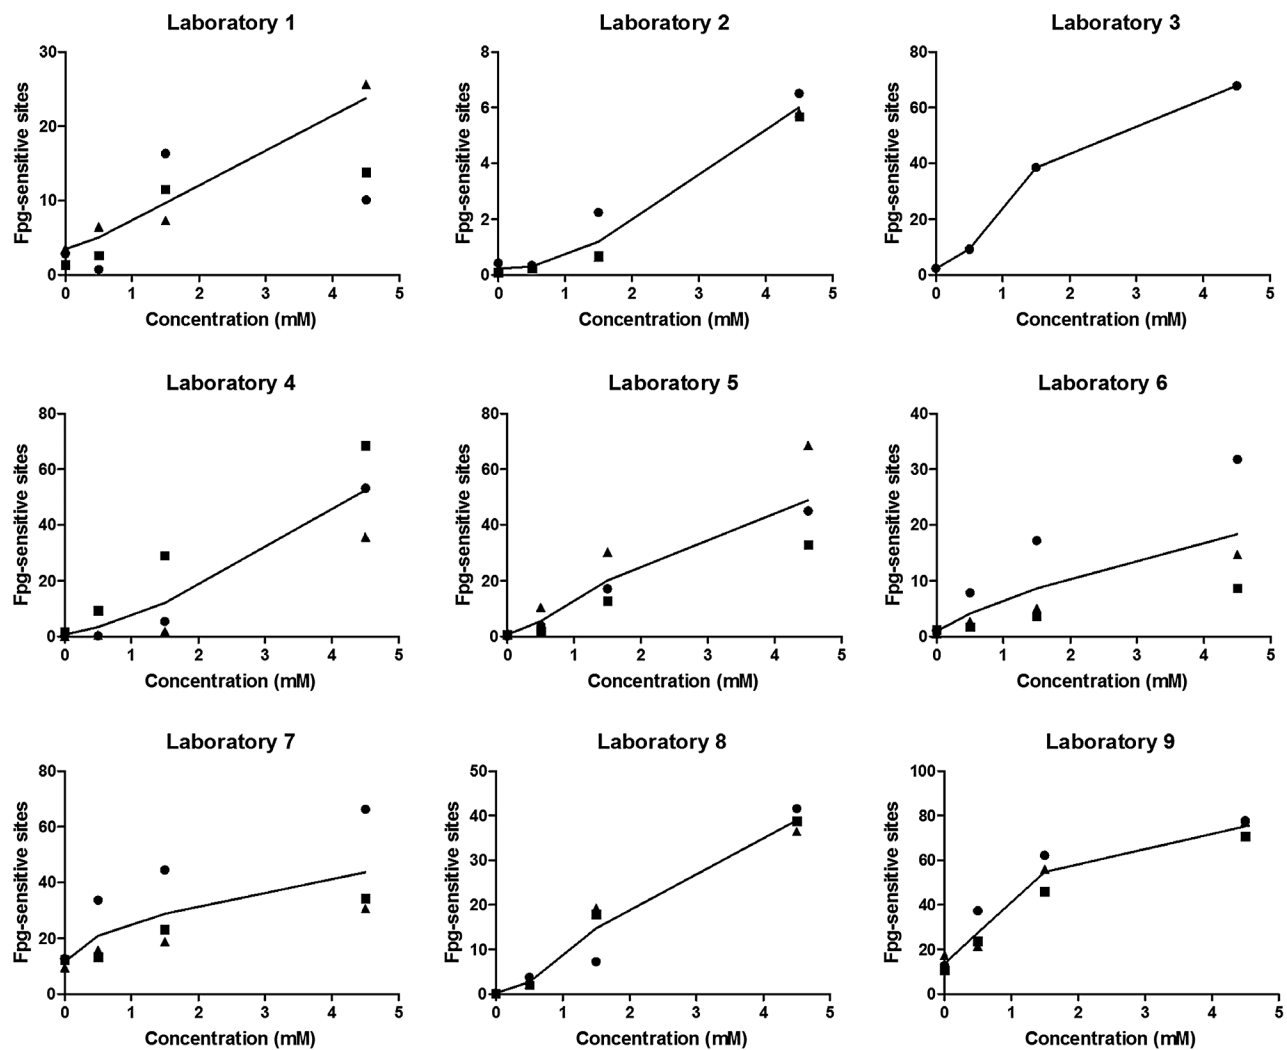 Laboratory 1
Fpg-sensitive sites
30
20
10
0
0 1 2 3 4 5
Concentration (mM)
Laboratory 2
Fpg-sensitive sites
8
6
4
2
0
0 1 2 3 4 5
Concentration (mM)
Laboratory 3
Fpg-sensitive sites
80
60
40
20
0
0 1 2 3 4 5
Concentration (mM)
Laboratory 4
Fpg-sensitive sites
80
60
40
20
0
0 1 2 3 4 5
Concentration (mM)
Laboratory 5
Fpg-sensitive sites
80
60
40
20
0
0 1 2 3 4 5
Concentration (mM)
Laboratory 6
Fpg-sensitive sites
40
30
20
10
0
0 1 2 3 4 5
Concentration (mM)
Laboratory 7
Fpg-sensitive sites
80
60
40
20
0
0 1 2 3 4 5
Concentration (mM)
Laboratory 8
Fpg-sensitive sites
50
40
30
20
10
0
0 1 2 3 4 5
Concentration (mM)
Laboratory 9
Fpg-sensitive sites
100
80
60
40
20
0
0 1 2 3 4 5
Concentration (mM)